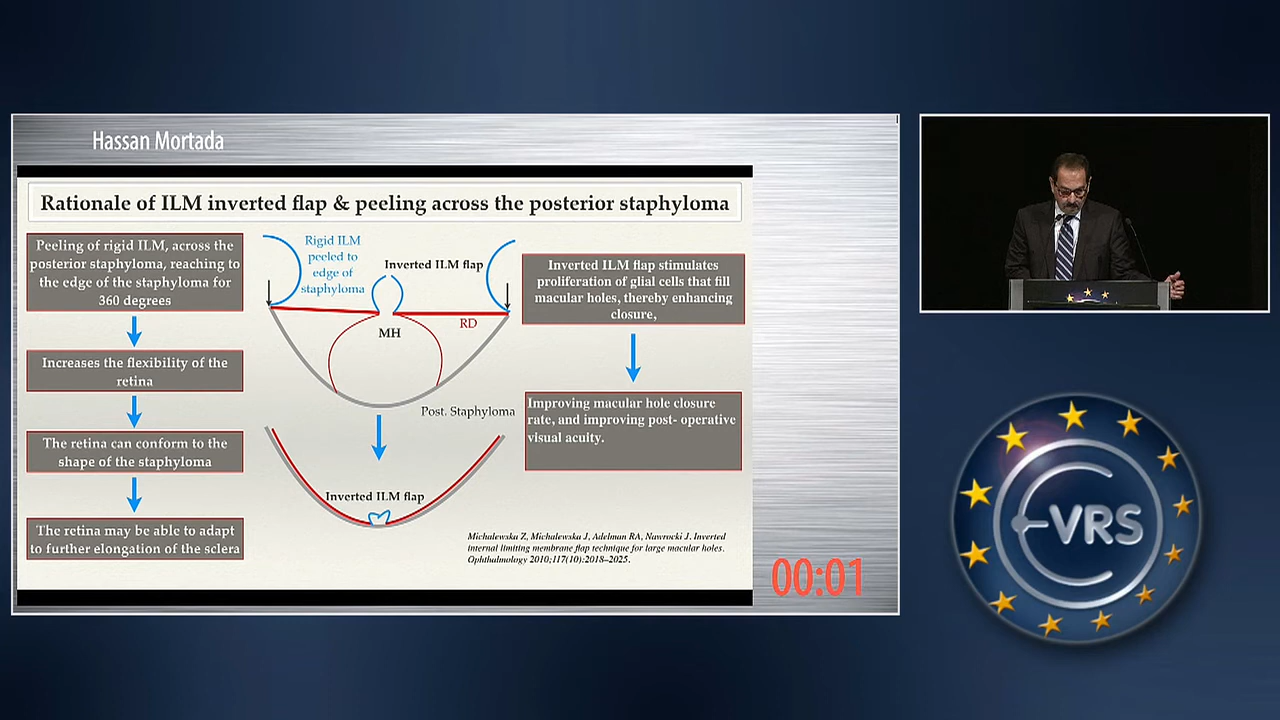 Hassan Mortada
Rationale of ILM inverted flap & peeling across the posterior staphyloma
Peeling of rigid ILM, across the
posterior staphyloma, reaching to
the edge of the staphyloma for
360 degrees
Increases the flexibility of the
retina
The retina can conform to the
shape of the staphyloma
The retina may be able to adapt
to further elongation of the sclera
Rigid ILM
peeled to
edge of
staphyloma
Inverted ILM flap
MH
RD
Post. Staphyloma
Inverted ILM flap
Inverted ILM flap stimulates
proliferation of glial cells that fill
macular holes, thereby enhancing
closure,
Improving macular hole closure
rate, and improving post- operative
visual acuity.
Michalewska Z, Michalewska J, Adelman RA, Nawrocki J. Inverted
internal limiting membrane flap technique for large macular holes.
Ophthalmology 2010;117(10):2018–2025.
00:01
EVRS